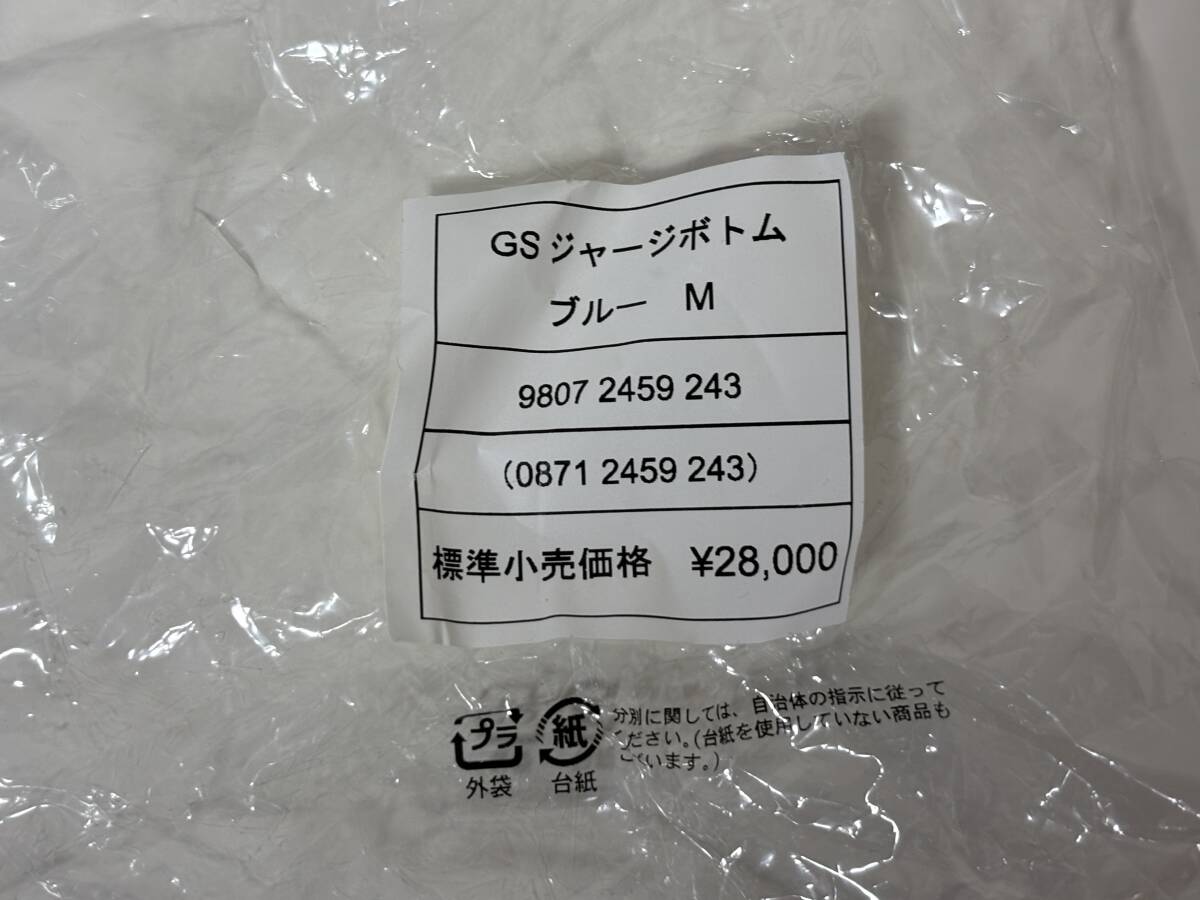 GSジャージボトム
ブルー M
9807 2459 243
(0871 2459 243)
標準小売価格 ¥28,000
プラ
外袋
紙
台紙
分別に関しては、自治体の指示に従って
ください。(台紙を使用していない商品も
ございます。)